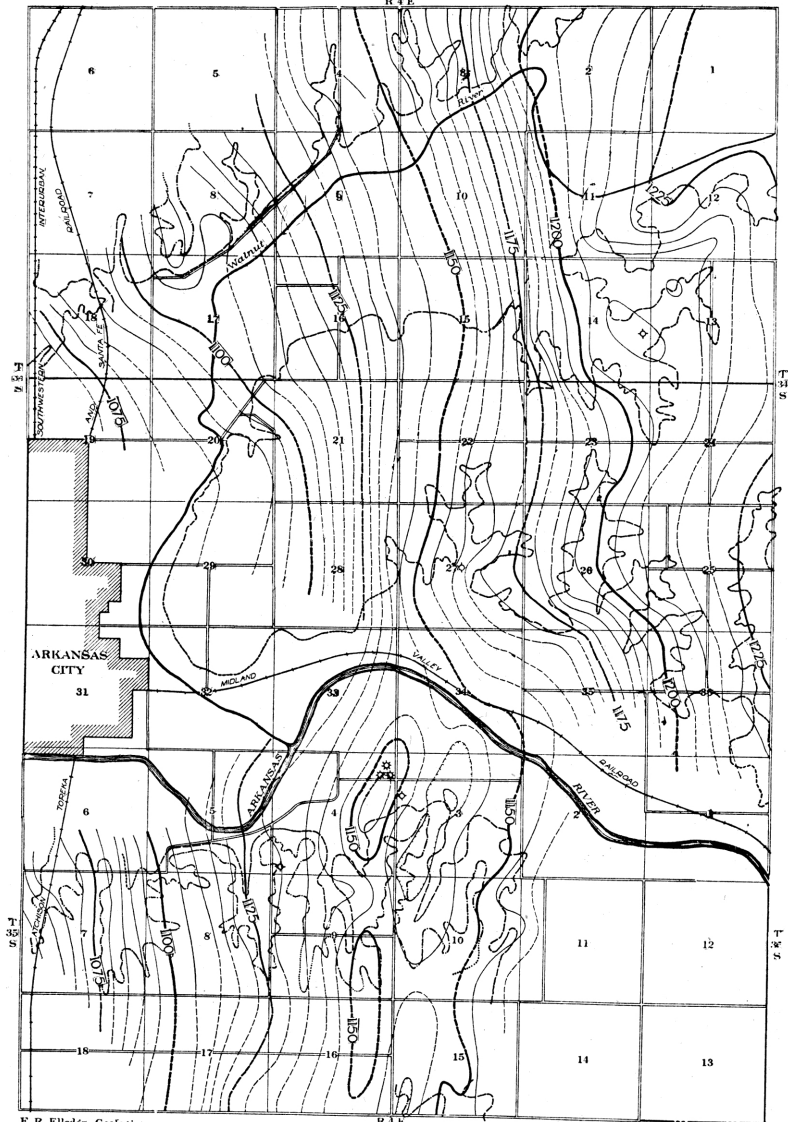 R 4 E
6
5
4
3
2
1
River
INTERURBAN
RAILROAD
7
8
9
10
11
12
1225
Walnut
1200
1175
1150
1125
18
17
16
15
14
13
1100
T
34
S
T
34
S
SOUTHWESTERN
AND
SANTA FE
1075
19
20
21
22
23
24
30
29
28
27
26
25
ARKANSAS
CITY
31
32
MIDLAND
33
VALLEY
34
35
36
1175
1200
1225
RAILROAD
ARKANSAS
RIVER
TOPEKA
6
5
4
3
2
1
1150
1150
ATCHISON
T
35
S
7
8
9
10
11
12
1075
1100
1125
1150
18
17
16
15
14
13
Geologist
R 4 E